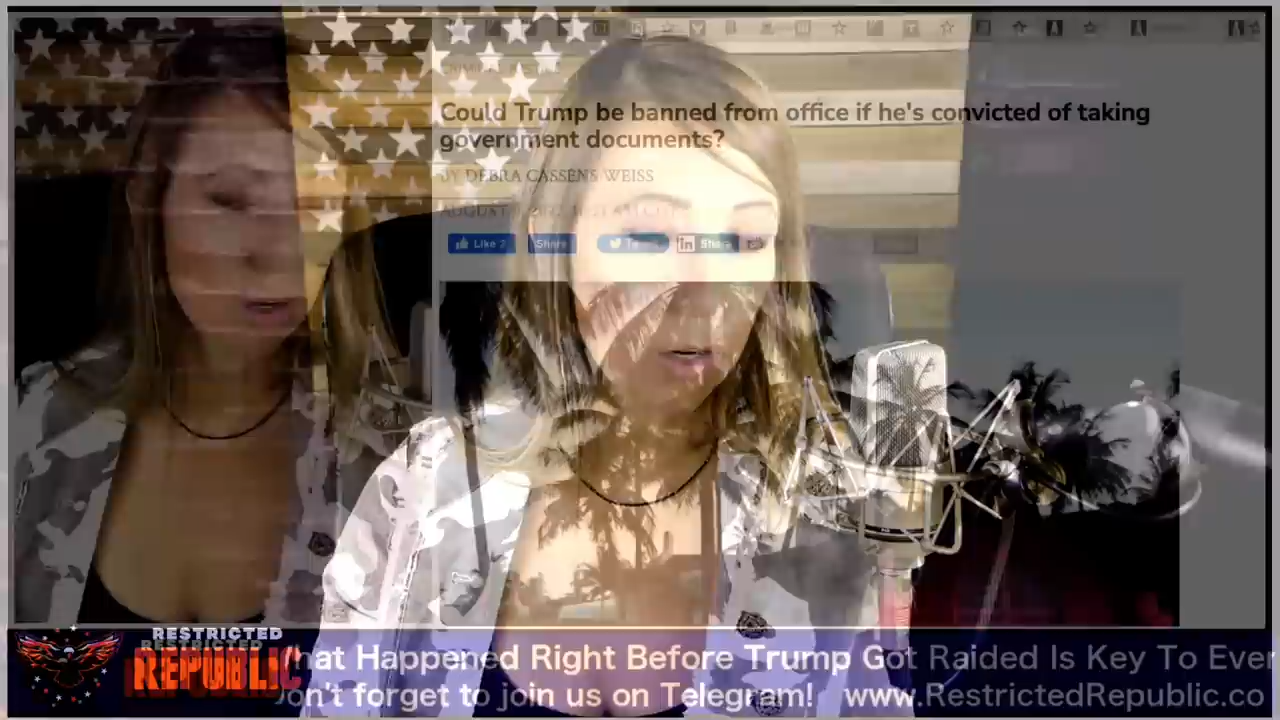 Could Trump be banned from office if he's convicted of taking
government documents?
BY DEBRA CASSENS WEISS
Like 2 Share Share
RESTRICTED
REPUBLIC
hat Happened Right Before Trump Got Raided Is Key To Ever
on't forget to join us on Telegram! www.RestrictedRepublic.co